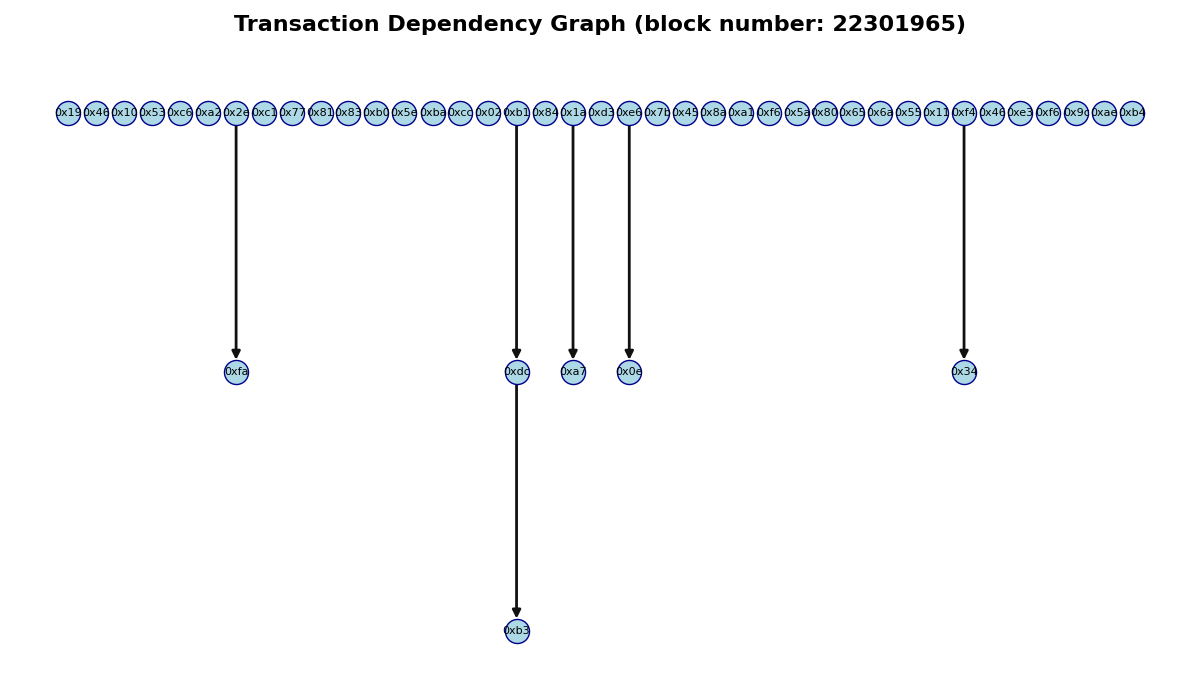 Transaction Dependency Graph (block number: 22301965)
0x19 0x46 0x10 0x53 0xc6 0xa2 0x2e 0xc1 0x77 0x81 0x83 0xb0 0x5e 0xba 0xcc 0x02 0xb1 0x84 0x1a 0xd3 0xe6 0x7b 0x45 0x8a 0xa1 0xf6 0x5a 0x80 0x65 0x6a 0x55 0x11 0xf4 0x46 0xe3 0xf6 0x9c 0xae 0xb4
0xfa 0xdc 0xa7 0x0e 0x34
0xb3